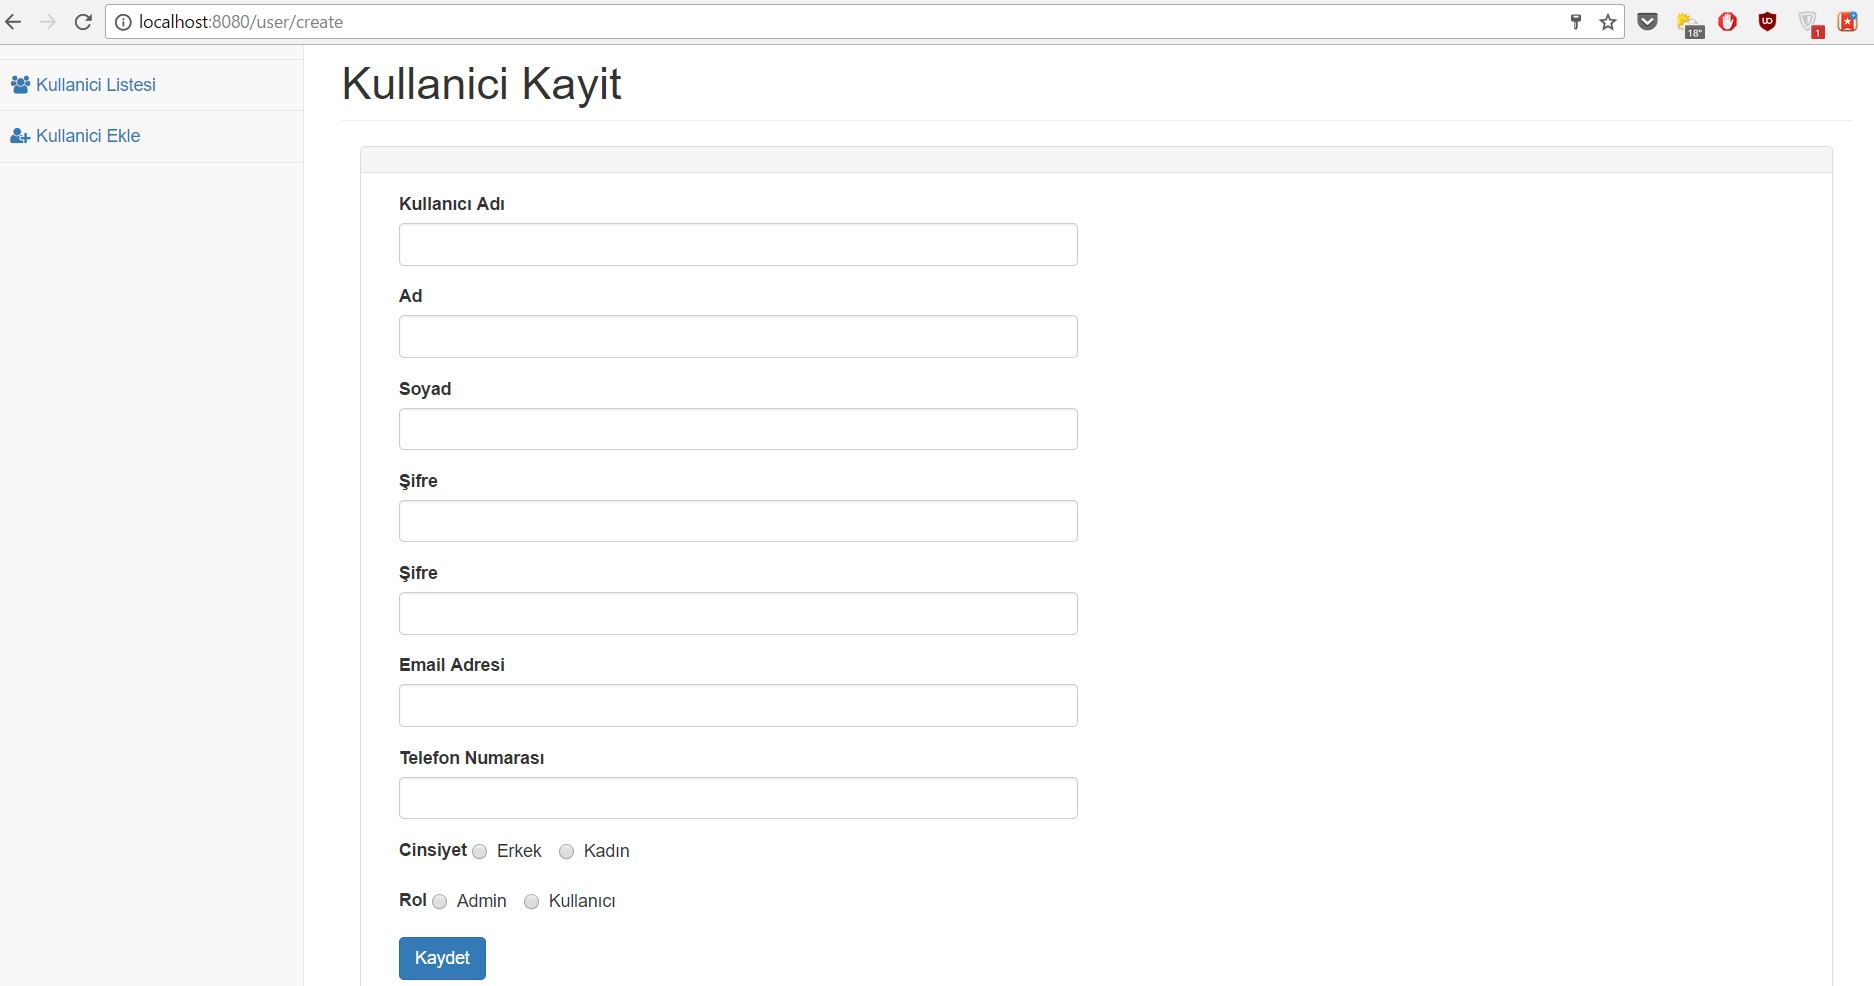 localhost:8080/user/create
18°
1
Kullanici Listesi
Kullanici Ekle
Kullanici Kayit
Kullanıcı Adı
Ad
Soyad
Şifre
Şifre
Email Adresi
Telefon Numarası
Cinsiyet Erkek Kadın
Rol Admin Kullanıcı
Kaydet